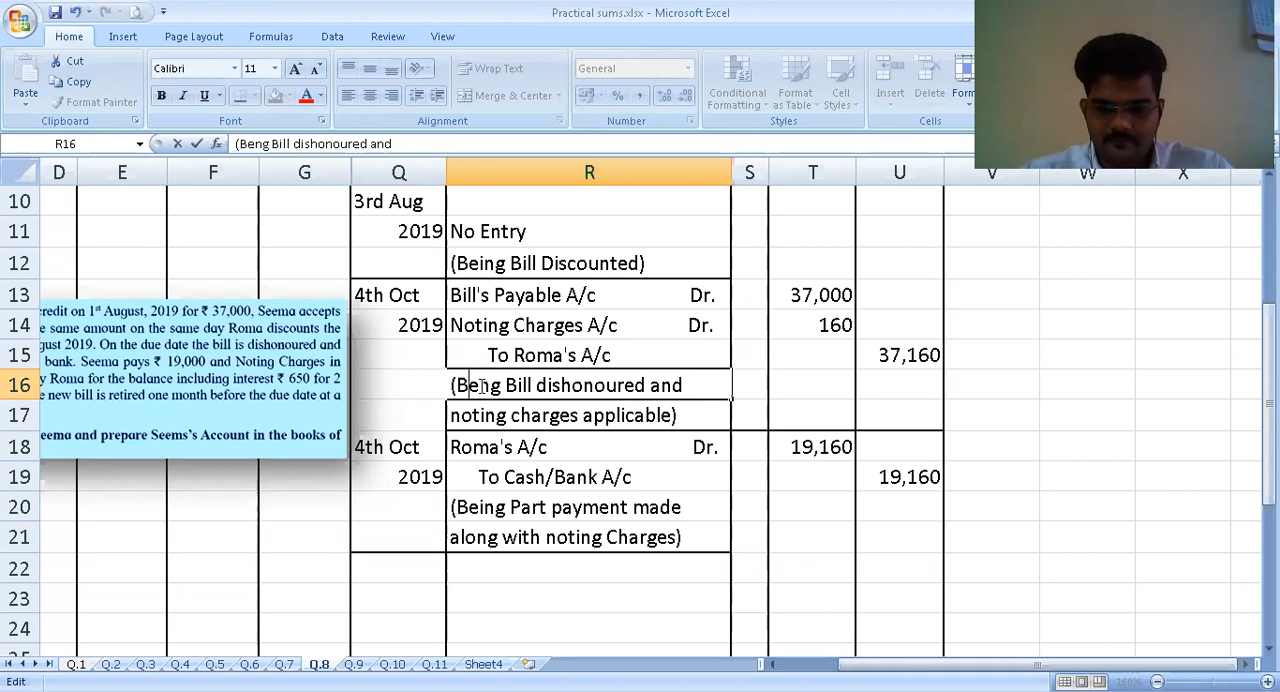 Practical sums.xlsx - Microsoft Excel
Home Insert Page Layout Formulas Data Review View
Paste
Cut
Copy
Format Painter
Clipboard
Calibri 11
B I U
Font
Wrap Text
Merge & Center
Alignment
General
Number
Conditional Formatting
Format as Table
Cell Styles
Styles
Insert Delete Form
Cells
R16 (Beng Bill dishonoured and
D E F G Q R S T U V W X
10 3rd Aug
11 2019 No Entry
12 (Being Bill Discounted)
13 4th Oct Bill's Payable A/c Dr. 37,000
14 2019 Noting Charges A/c Dr. 160
15 To Roma's A/c 37,160
16 (Beng Bill dishonoured and
17 noting charges applicable)
18 4th Oct Roma's A/c Dr. 19,160
19 2019 To Cash/Bank A/c 19,160
20 (Being Part payment made
21 along with noting Charges)
22
23
24
redit on 1st August, 2019 for ₹ 37,000, Seema accepts
e same amount on the same day Roma discounts the
gust 2019. On the due date the bill is dishonoured and
bank. Seema pays ₹ 19,000 and Noting Charges in
y Roma for the balance including interest ₹ 650 for 2
e new bill is retired one month before the due date at a
eema and prepare Seems's Account in the books of
Q.1 Q.2 Q.3 Q.4 Q.5 Q.6 Q.7 Q.8 Q.9 Q.10 Q.11 Sheet4
Edit 160%